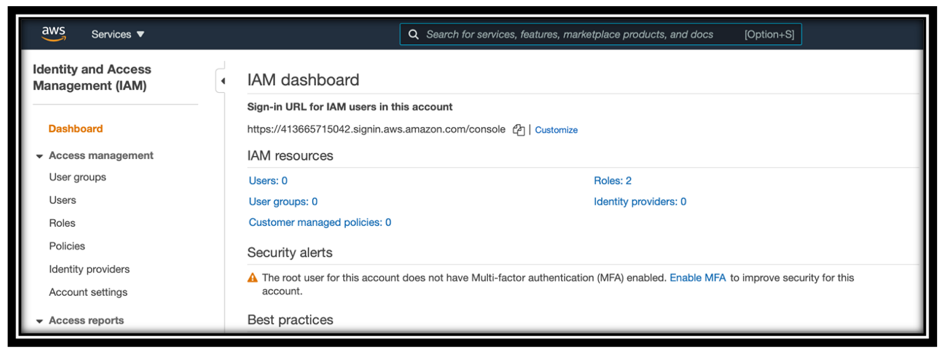 aws Services ▼ Search for services, features, marketplace products, and docs [Option+S]
Identity and Access
Management (IAM)
Dashboard
Access management
User groups
Users
Roles
Policies
Identity providers
Account settings
Access reports
IAM dashboard
Sign-in URL for IAM users in this account
https://413665715042.signin.aws.amazon.com/console | Customize
IAM resources
Users: 0 Roles: 2
User groups: 0 Identity providers: 0
Customer managed policies: 0
Security alerts
The root user for this account does not have Multi-factor authentication (MFA) enabled. Enable MFA to improve security for this
account.
Best practices